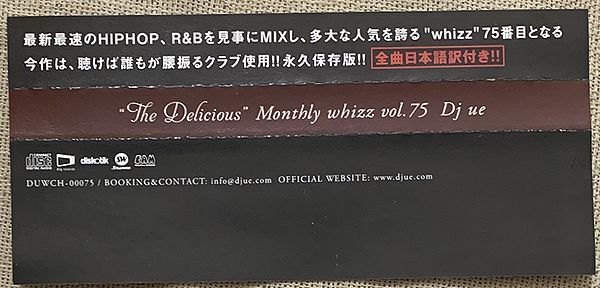 最新最速のHIPHOP、R&Bを見事にMIXし、多大な人気を誇る"whizz"75番目となる
今作は、聴けば誰もが腰振るクラブ使用!!永久保存版!! 全曲日本語訳付き!!
"The Delicious" Monthly whizz vol.75 Dj ue
disc diskotik
DIGITAL AUDIO
DUWCH-00075 / BOOKING&CONTACT: info@djue.com OFFICIAL WEBSITE: www.djue.com